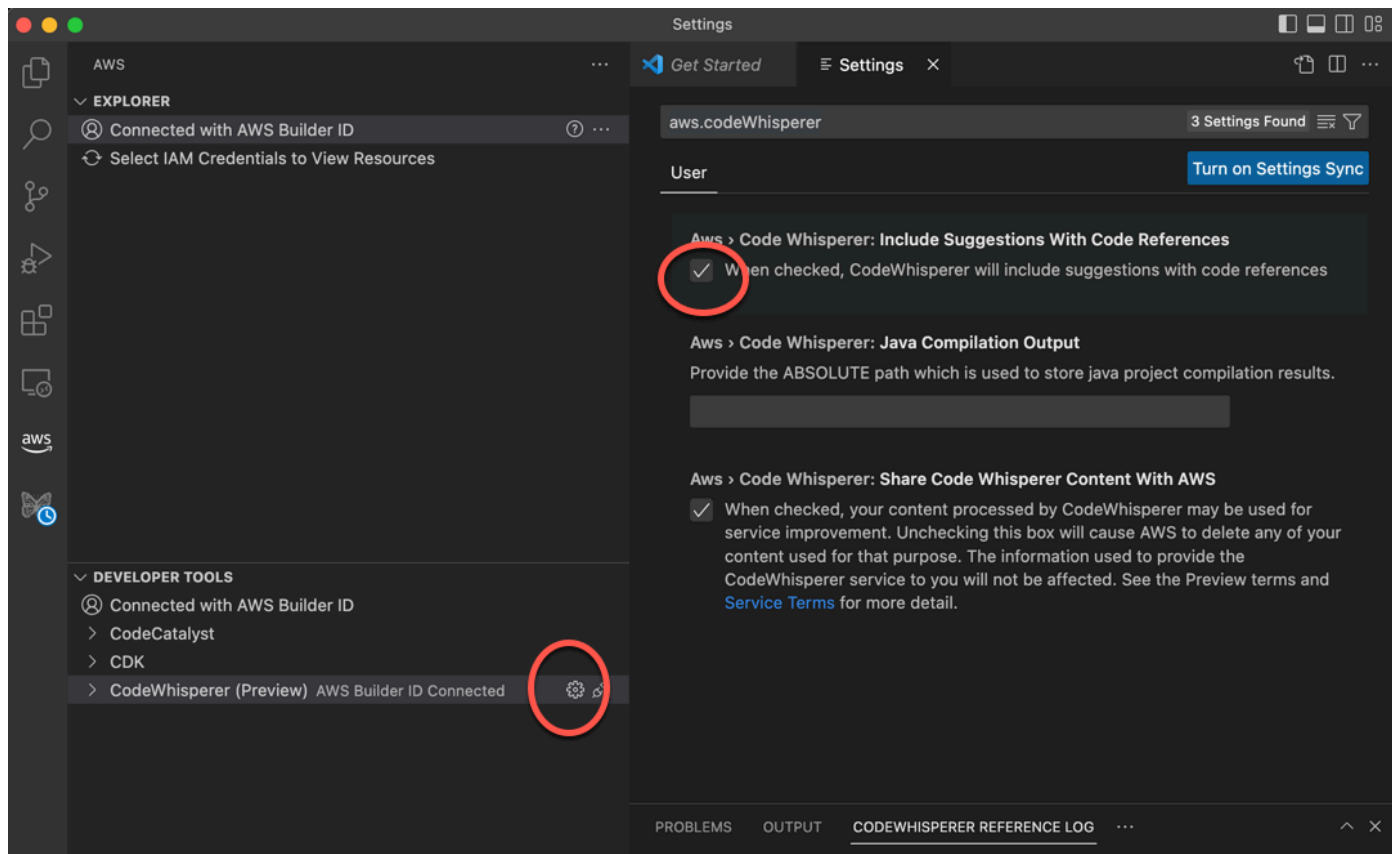 Settings
AWS
EXPLORER
Connected with AWS Builder ID
Select IAM Credentials to View Resources
aws
DEVELOPER TOOLS
Connected with AWS Builder ID
CodeCatalyst
CDK
CodeWhisperer (Preview) AWS Builder ID Connected
Get Started
Settings
aws.codeWhisperer
3 Settings Found
User
Turn on Settings Sync
Aws › Code Whisperer: Include Suggestions With Code References
When checked, CodeWhisperer will include suggestions with code references
Aws › Code Whisperer: Java Compilation Output
Provide the ABSOLUTE path which is used to store java project compilation results.
Aws › Code Whisperer: Share Code Whisperer Content With AWS
When checked, your content processed by CodeWhisperer may be used for
service improvement. Unchecking this box will cause AWS to delete any of your
content used for that purpose. The information used to provide the
CodeWhisperer service to you will not be affected. See the Preview terms and
Service Terms for more detail.
PROBLEMS OUTPUT CODEWHISPERER REFERENCE LOG